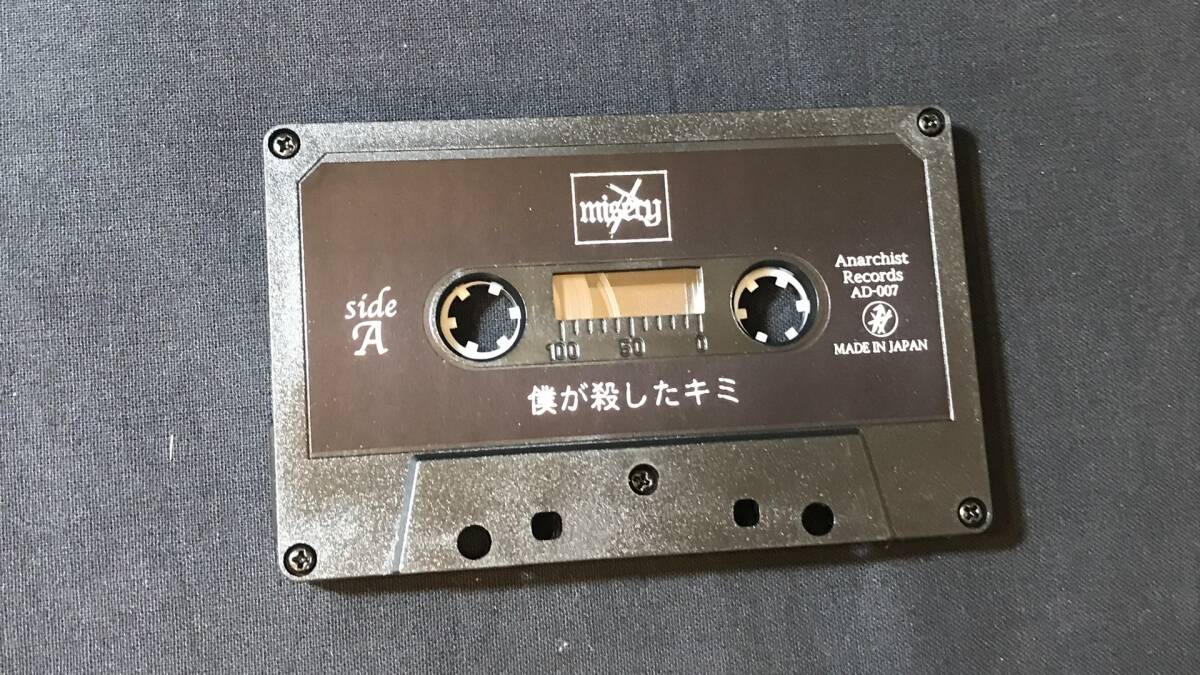 misery
Anarchist
Records
AD-007
MADE IN JAPAN
side
A
100 50 0
僕が殺したキミ